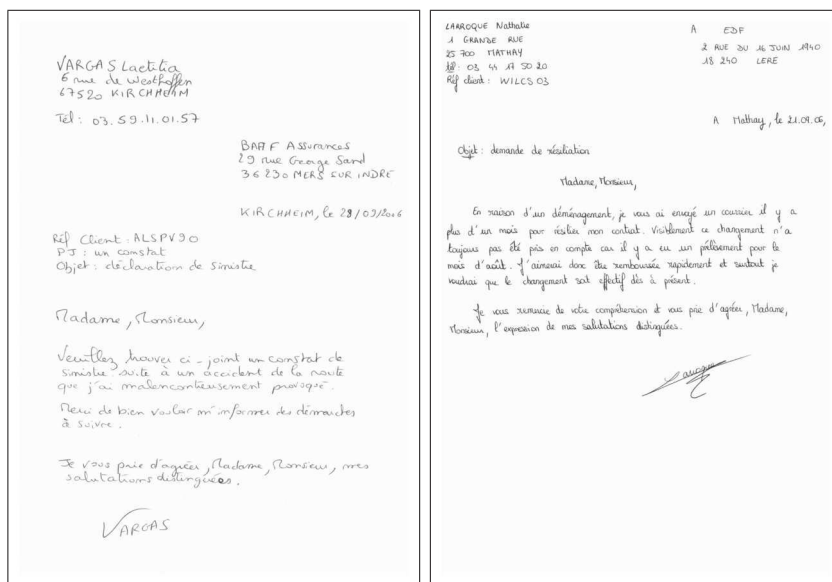 VARGAS Laetitia
6 rue de Westhoffen
67520 KIRCHHEIM
Tél : 03.59.11.01.57
BAAF Assurances
29 rue George Sand
36230 MERS SUR INDRE
KIRCHHEIM, le 29/09/2006
Réf Client : ALSPV90
PJ : un constat
Objet : déclaration de sinistre
Madame, Monsieur,
Veuillez trouver ci-joint un constat de
sinistre suite à un accident de la route
que j'ai malencontreusement provoqué.
Merci de bien vouloir m'informer des démarches
à suivre.
Je vous prie d'agréer, Madame, Monsieur, mes
salutations distinguées.
VARGAS
LARROQUE Nathalie
1 GRANDE RUE
25 700 MATHAY
tél : 03 44 17 50 20
Réf client : WILCS 03
A EDF
2 RUE DU 16 JUIN 1940
18 240 LERE
A Mathay, le 21.09.06,
Objet : demande de résiliation
Madame, Monsieur,
En raison d'un déménagement, je vous ai envoyé un courrier il y a
plus d'un mois pour résilier mon contrat. Visiblement ce changement n'a
toujours pas été pris en compte car il y a eu un prélèvement pour le
mois d'août. J'aimerai donc être remboursée rapidement et surtout je
voudrai que le changement soit effectif dès à présent.
Je vous remercie de votre compréhension et vous prie d'agréer, Madame,
Monsieur, l'expression de mes salutations distinguées.